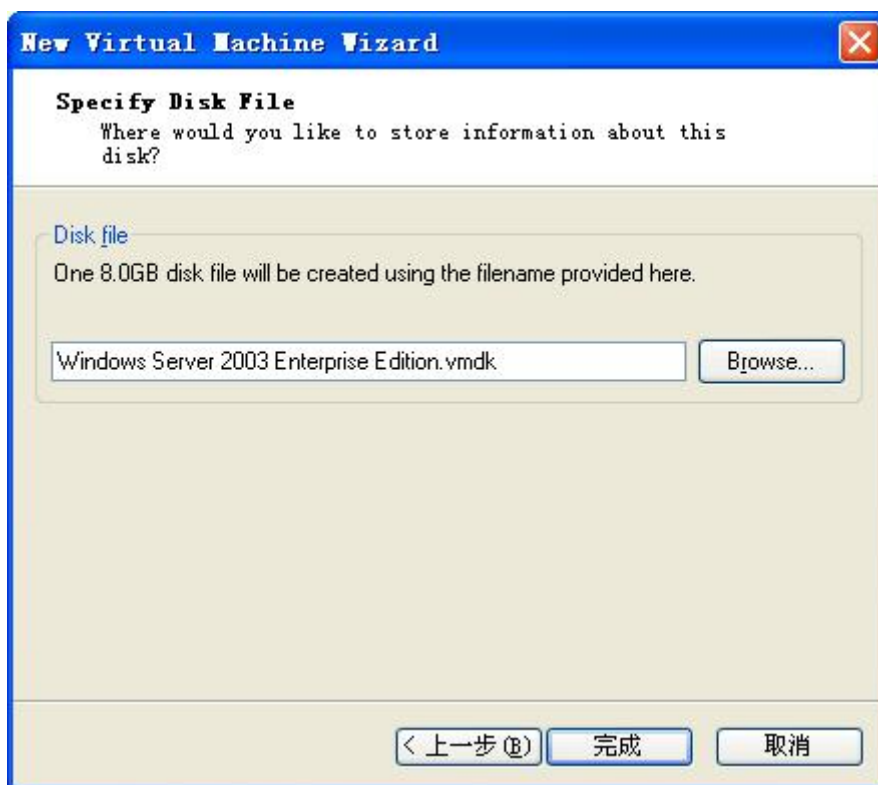 New Virtual Machine Wizard
Specify Disk File
Where would you like to store information about this
disk?
Disk file
One 8.0GB disk file will be created using the filename provided here.
Windows Server 2003 Enterprise Edition.vmdk
Browse...
< 上一步(B)
完成
取消